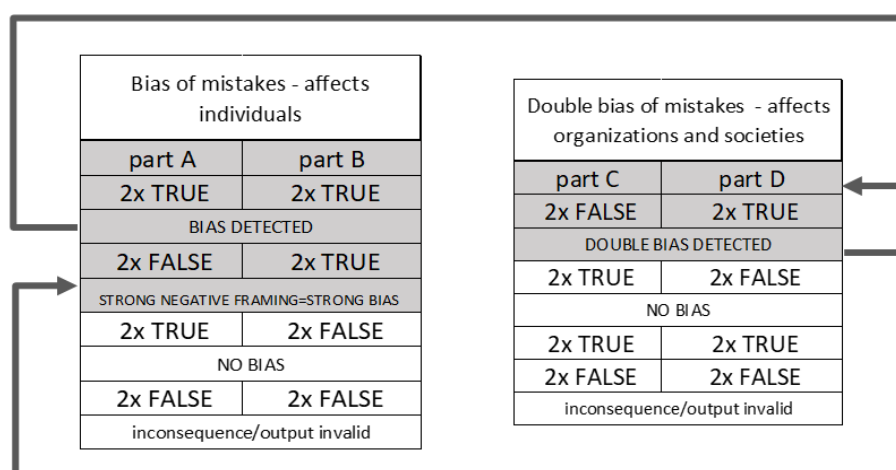 Bias of mistakes - affects
individuals
part A part B
2x TRUE 2x TRUE
BIAS DETECTED
2x FALSE 2x TRUE
STRONG NEGATIVE FRAMING=STRONG BIAS
2x TRUE 2x FALSE
NO BIAS
2x FALSE 2x FALSE
inconsequence/output invalid
Double bias of mistakes - affects
organizations and societies
part C part D
2x FALSE 2x TRUE
DOUBLE BIAS DETECTED
2x TRUE 2x FALSE
NO BIAS
2x TRUE 2x TRUE
2x FALSE 2x FALSE
inconsequence/output invalid